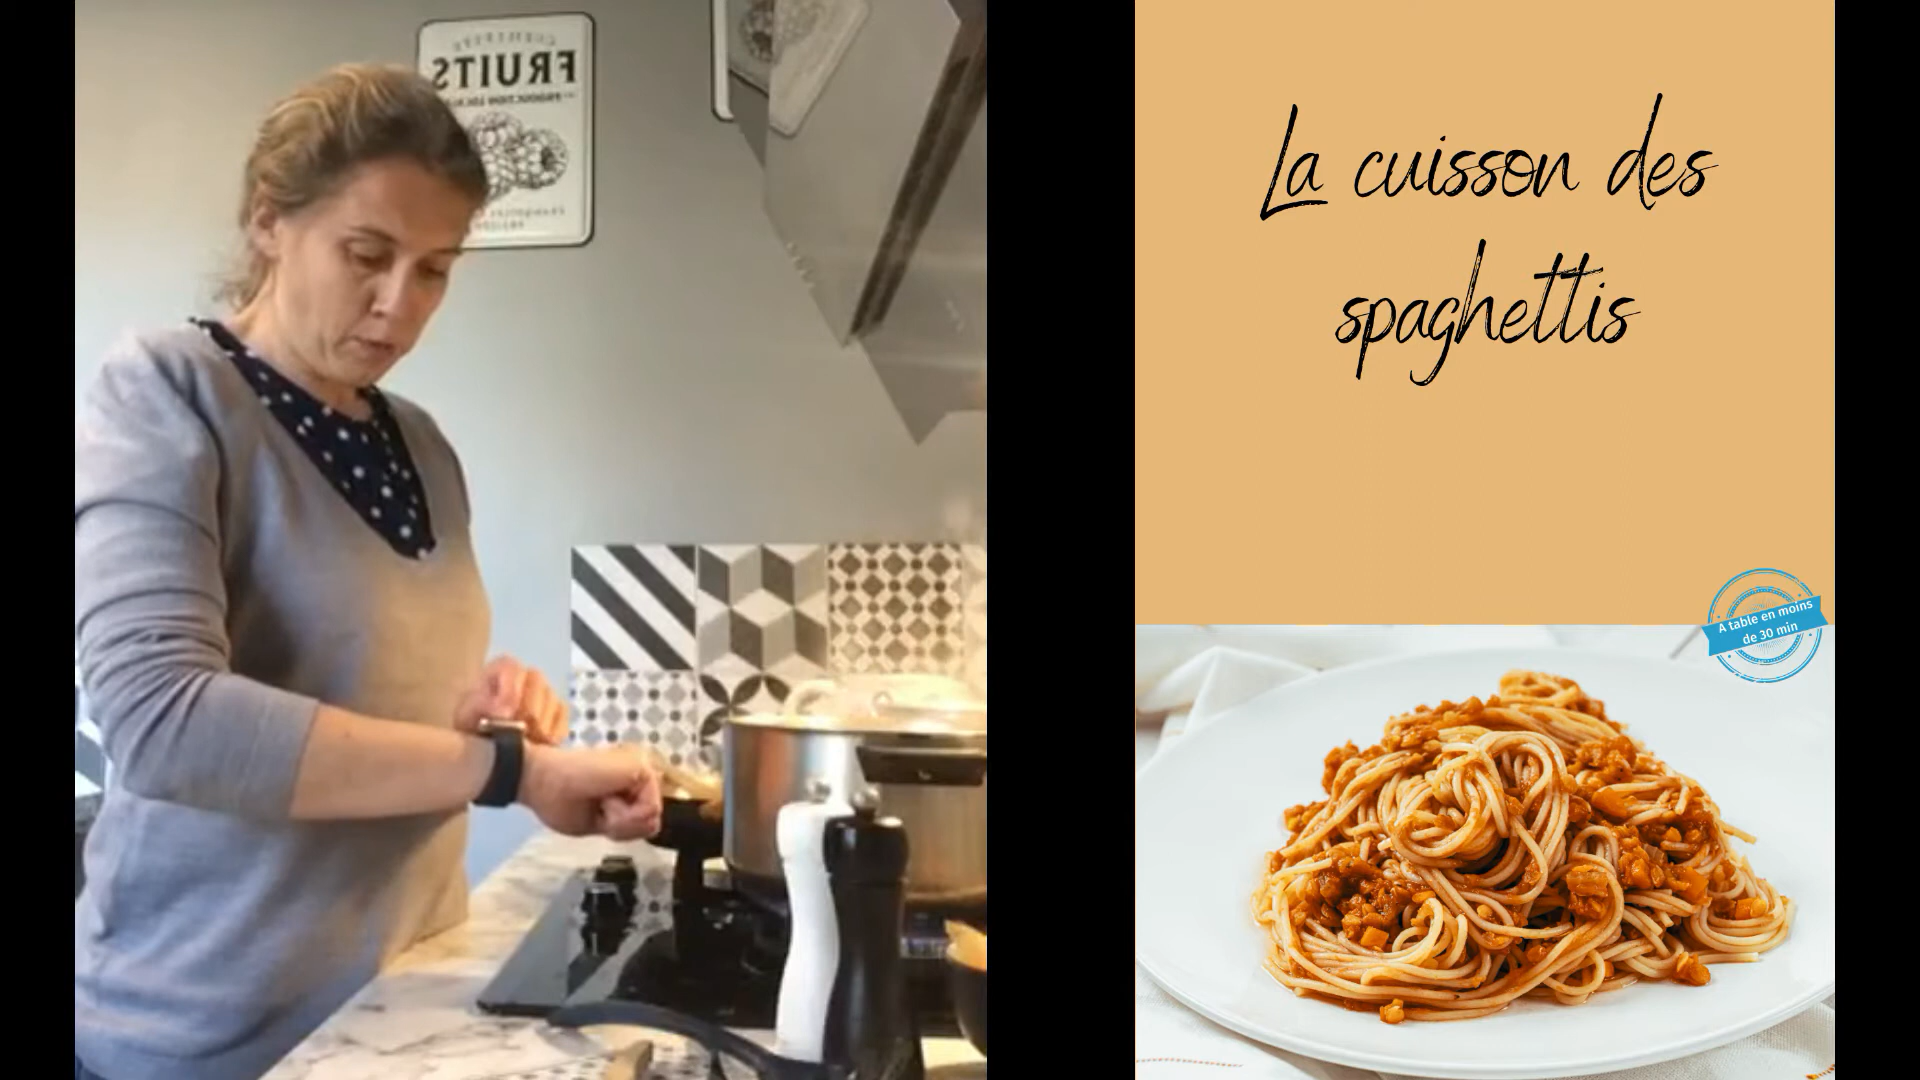 FRUITS
La cuisson des
spaghettis
A table en moins
de 30 min